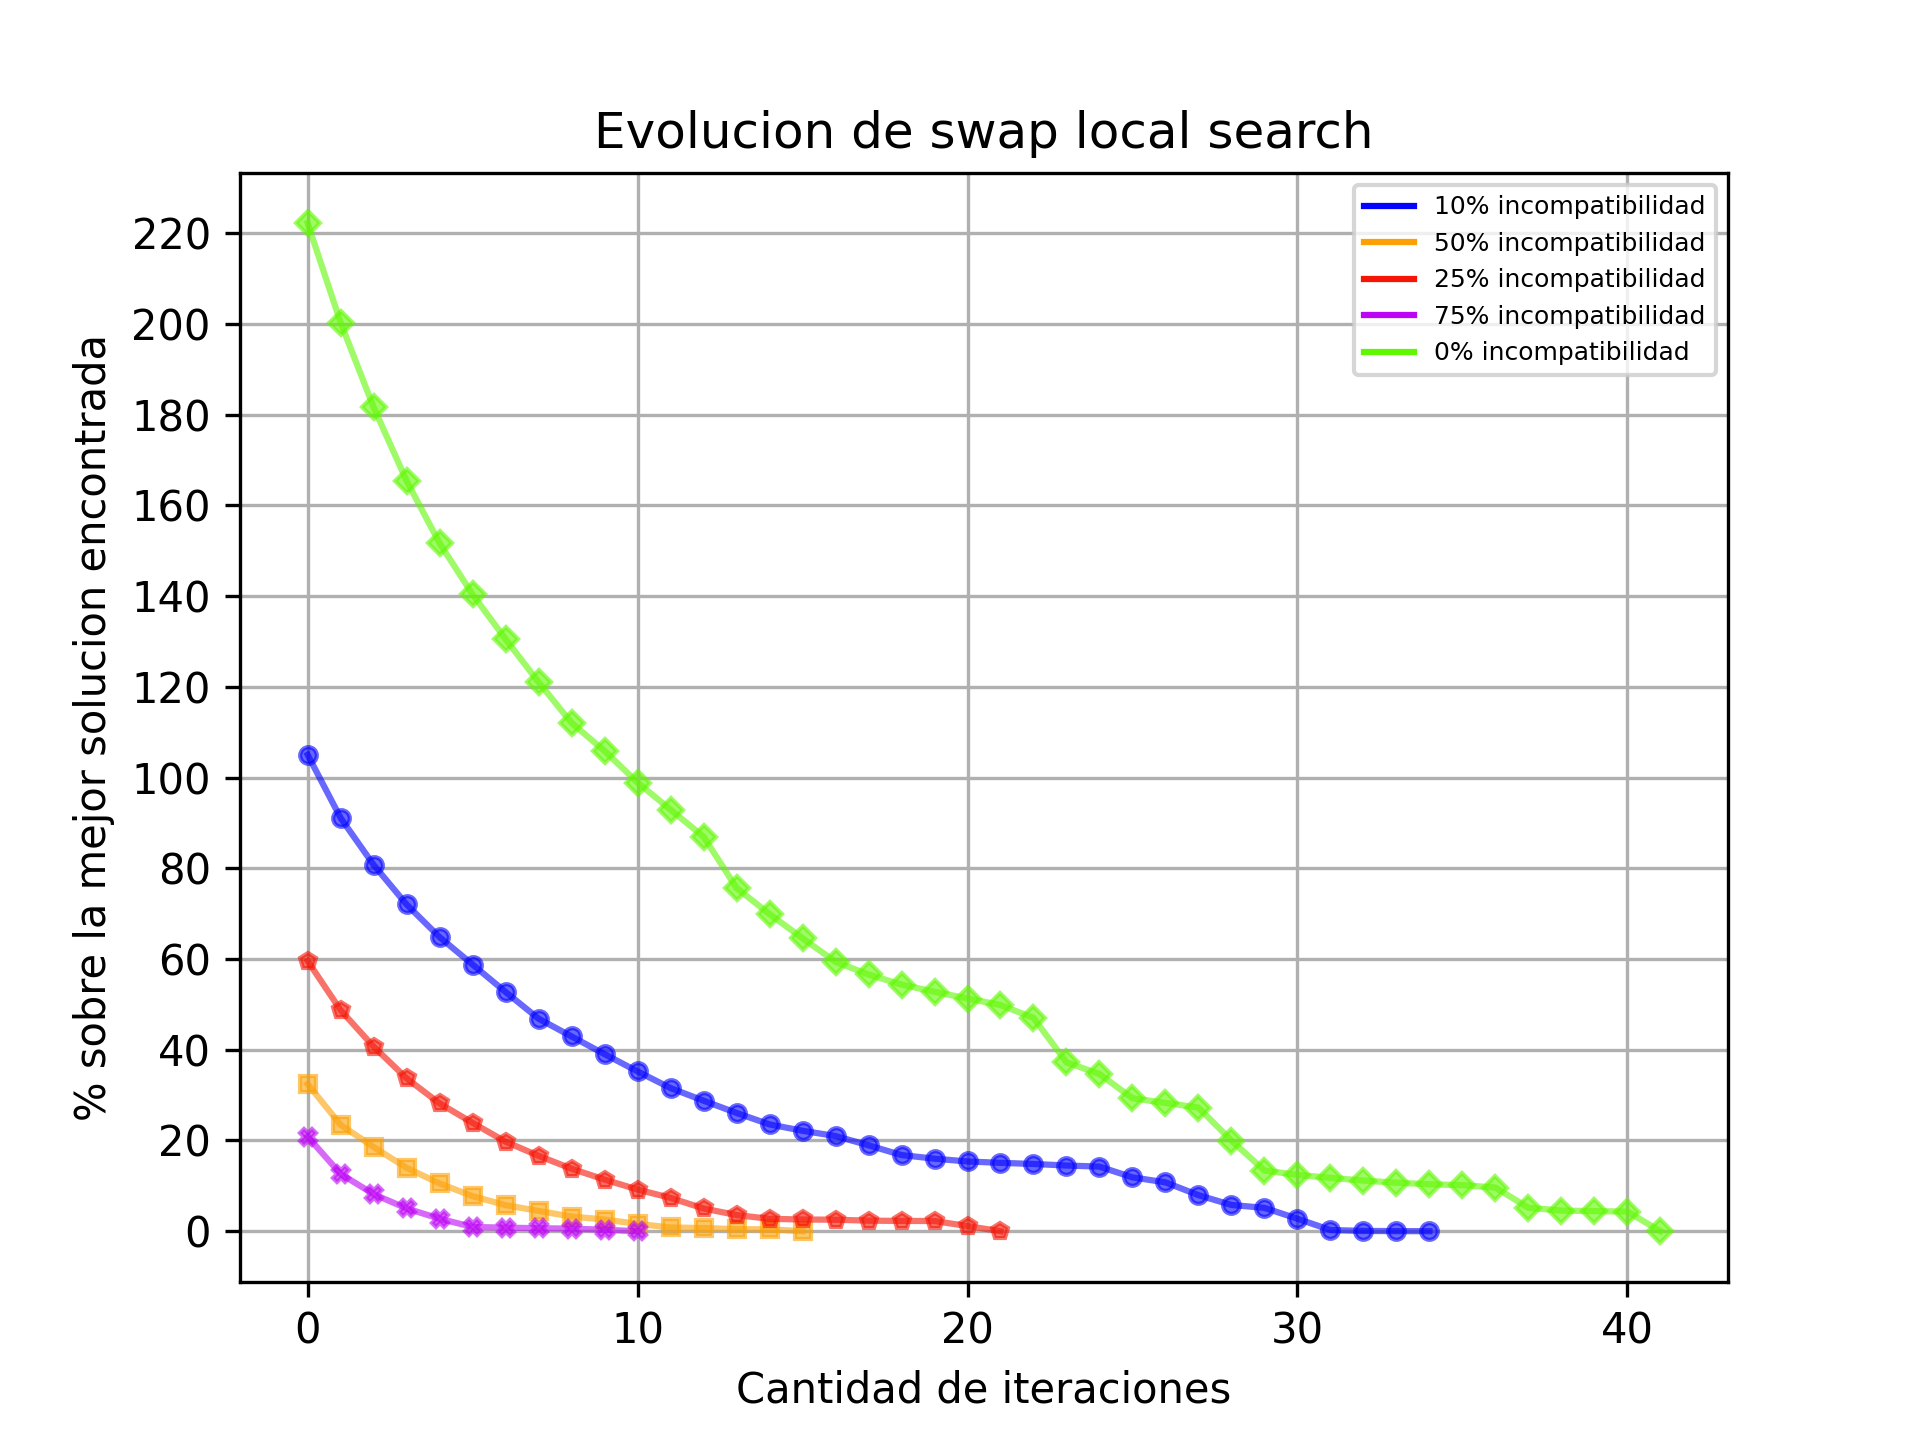 Evolucion de swap local search
10% incompatibilidad
50% incompatibilidad
25% incompatibilidad
75% incompatibilidad
0% incompatibilidad
% sobre la mejor solucion encontrada
220
200
180
160
140
120
100
80
60
40
20
0
0 10 20 30 40
Cantidad de iteraciones